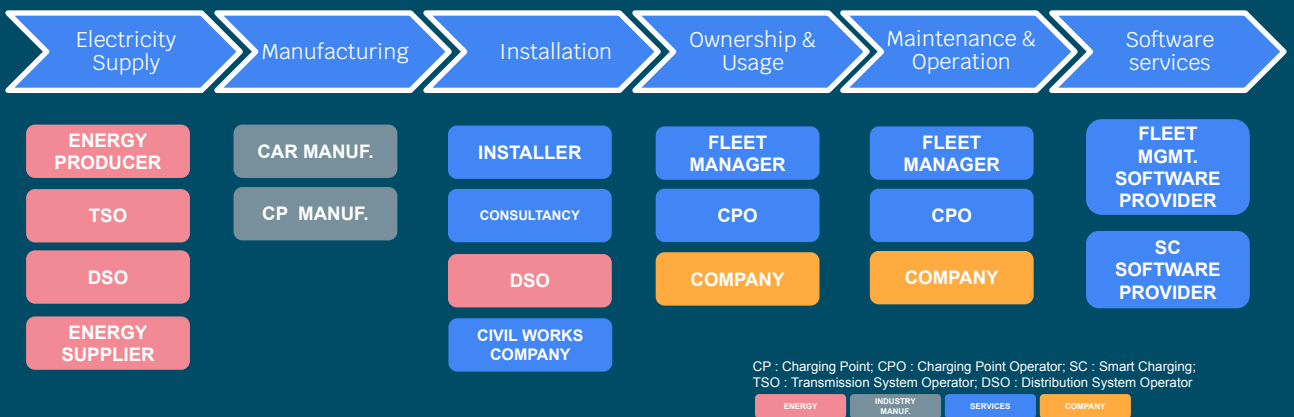 Electricity
Supply
Manufacturing
Installation
Ownership &
Usage
Maintenance &
Operation
Software
services
ENERGY
PRODUCER
TSO
DSO
ENERGY
SUPPLIER
CAR MANUF.
CP MANUF.
INSTALLER
CONSULTANCY
DSO
CIVIL WORKS
COMPANY
FLEET
MANAGER
CPO
COMPANY
FLEET
MANAGER
CPO
COMPANY
FLEET
MGMT.
SOFTWARE
PROVIDER
SC
SOFTWARE
PROVIDER
CP : Charging Point; CPO : Charging Point Operator; SC : Smart Charging;
TSO : Transmission System Operator; DSO : Distribution System Operator
ENERGY
INDUSTRY
MANUF.
SERVICES
COMPANY